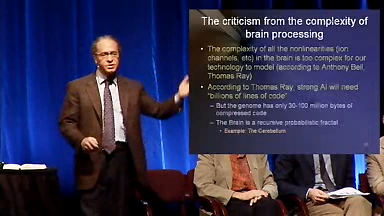 The criticism from the complexity of
brain processing
The complexity of all the nonlinearities (ion
channels, etc) in the brain is too complex for our
technology to model (according to Anthony Bell,
Thomas Ray)
According to Thomas Ray, strong AI will need
"billions of lines of code"
– But the genome has only 30-100 million bytes of
compressed code
– The Brain is a recursive probabilistic fractal
• Example: The Cerebellum